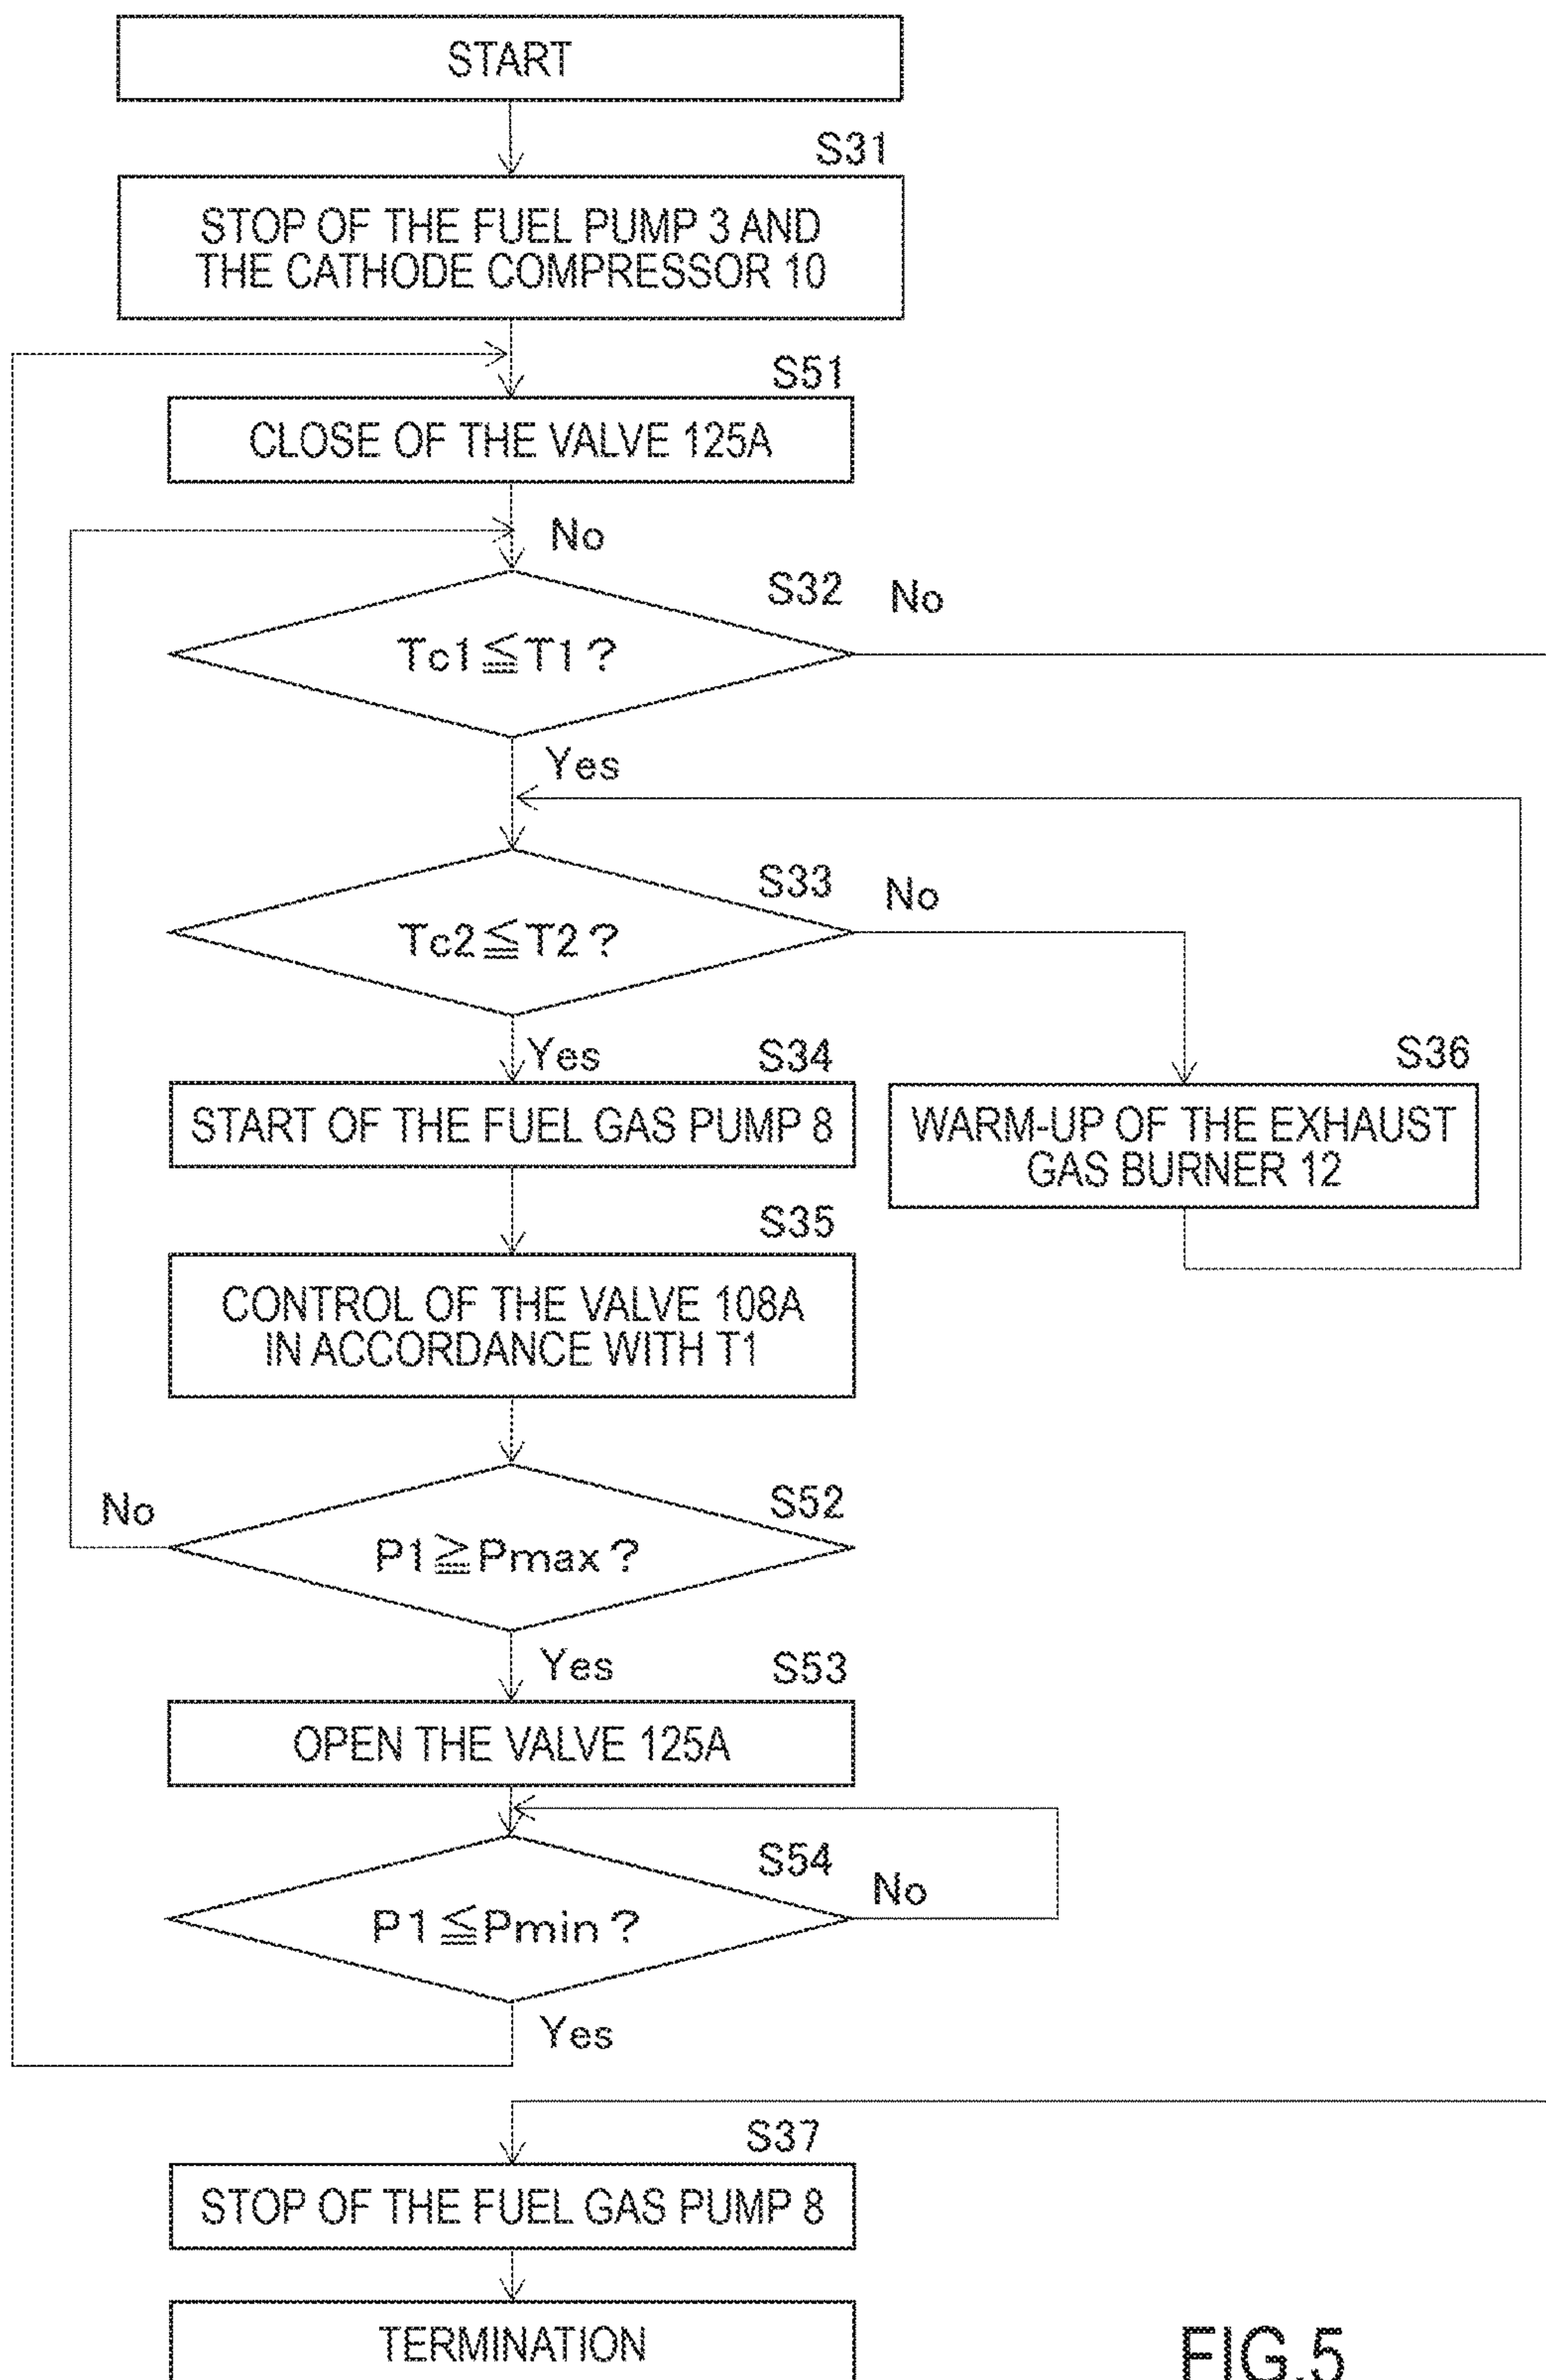 START
S31
STOP OF THE FUEL PUMP 3 AND
THE CATHODE COMPRESSOR 10
S51
CLOSE OF THE VALVE 125A
No
S32
No
Tc1≦T1?
Yes
S33
No
Tc2≦T2?
Yes
S34
START OF THE FUEL GAS PUMP 8
S36
WARM-UP OF THE EXHAUST
GAS BURNER 12
S35
CONTROL OF THE VALVE 108A
IN ACCORDANCE WITH T1
No
S52
P1≧Pmax?
Yes
S53
OPEN THE VALVE 125A
S54
No
P1≦Pmin?
Yes
S37
STOP OF THE FUEL GAS PUMP 8
TERMINATION
FIG.5